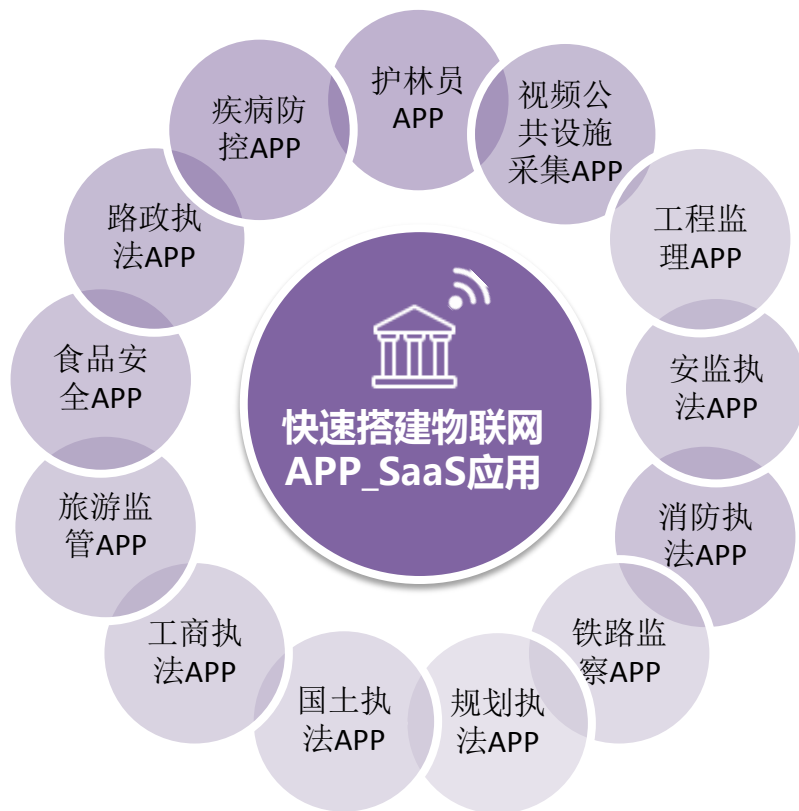 护林员
APP
视频公
共设施
采集APP
工程监
理APP
安监执
法APP
消防执
法APP
铁路监
察APP
规划执
法APP
国土执
法APP
工商执
法APP
旅游监
管APP
食品安
全APP
路政执
法APP
疾病防
控APP
快速搭建物联网
APP_SaaS应用